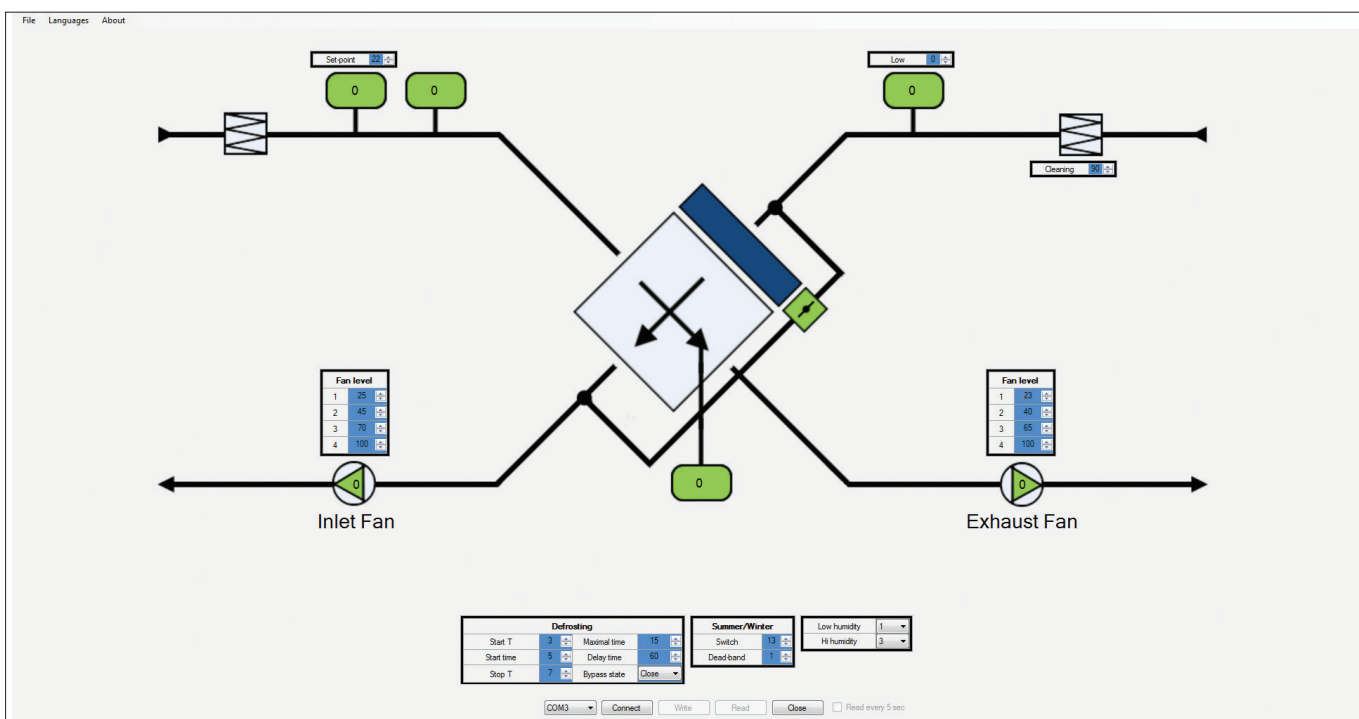 File Languages About
Set-point 22
Low 0
0 0 0
Cleaning 90
Fan level
1 25
2 45
3 70
4 100
Fan level
1 23
2 40
3 65
4 100
0 0 0
Inlet Fan
Exhaust Fan
Defrosting
Start T 3 Maximal time 15
Start time 5 Delay time 60
Stop T 7 Bypass state Close
Summer/Winter
Switch 13
Dead-band 1
Low humidity 1
Hi humidity 3
COM3 Connect Write Read Close Read every 5 sec